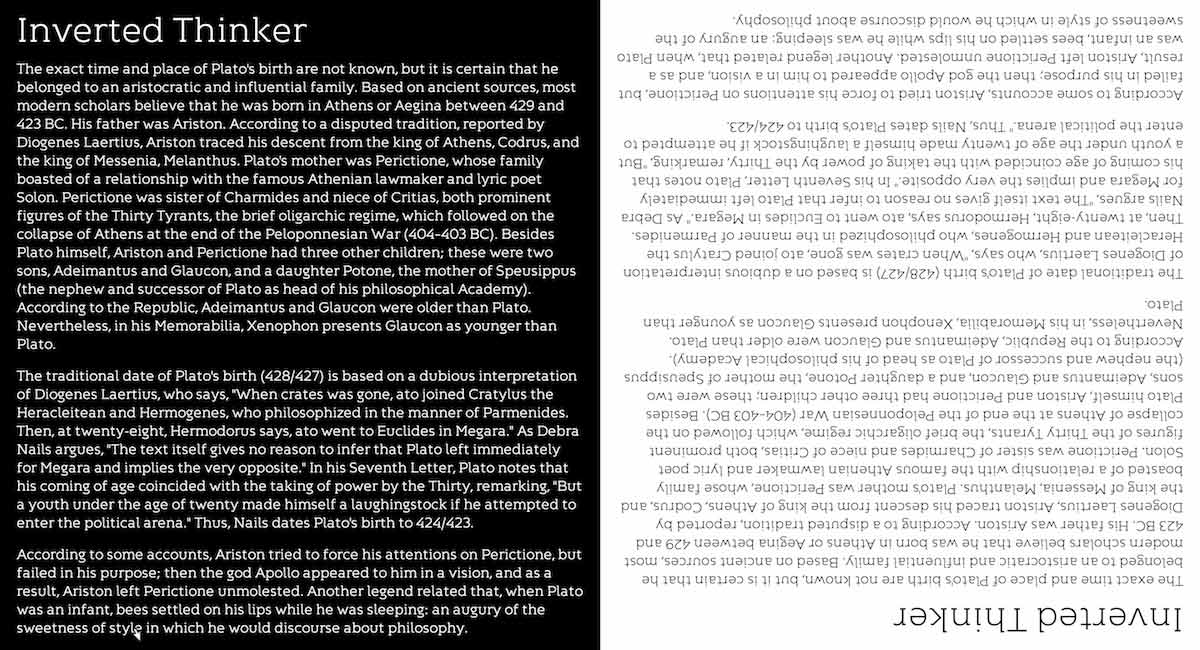 Inverted Thinker
The exact time and place of Plato's birth are not known, but it is certain that he
belonged to an aristocratic and influential family. Based on ancient sources, most
modern scholars believe that he was born in Athens or Aegina between 429 and
423 BC. His father was Ariston. According to a disputed tradition, reported by
Diogenes Laertius, Ariston traced his descent from the king of Athens, Codrus, and
the king of Messenia, Melanthus. Plato's mother was Perictione, whose family
boasted of a relationship with the famous Athenian lawmaker and lyric poet
Solon. Perictione was sister of Charmides and niece of Critias, both prominent
figures of the Thirty Tyrants, the brief oligarchic regime, which followed on the
collapse of Athens at the end of the Peloponnesian War (404-403 BC). Besides
Plato himself, Ariston and Perictione had three other children; these were two
sons, Adeimantus and Glaucon, and a daughter Potone, the mother of Speusippus
(the nephew and successor of Plato as head of his philosophical Academy).
According to the Republic, Adeimantus and Glaucon were older than Plato.
Nevertheless, in his Memorabilia, Xenophon presents Glaucon as younger than
Plato.
The traditional date of Plato's birth (428/427) is based on a dubious interpretation
of Diogenes Laertius, who says, "When crates was gone, ato joined Cratylus the
Heracleitean and Hermogenes, who philosophized in the manner of Parmenides.
Then, at twenty-eight, Hermodorus says, ato went to Euclides in Megara." As Debra
Nails argues, "The text itself gives no reason to infer that Plato left immediately
for Megara and implies the very opposite." In his Seventh Letter, Plato notes that
his coming of age coincided with the taking of power by the Thirty, remarking, "But
a youth under the age of twenty made himself a laughingstock if he attempted to
enter the political arena." Thus, Nails dates Plato's birth to 424/423.
According to some accounts, Ariston tried to force his attentions on Perictione, but
failed in his purpose; then the god Apollo appeared to him in a vision, and as a
result, Ariston left Perictione unmolested. Another legend related that, when Plato
was an infant, bees settled on his lips while he was sleeping: an augury of the
sweetness of style in which he would discourse about philosophy.
Inverted Thinker
The exact time and place of Plato's birth are not known, but it is certain that he
belonged to an aristocratic and influential family. Based on ancient sources, most
modern scholars believe that he was born in Athens or Aegina between 429 and
423 BC. His father was Ariston. According to a disputed tradition, reported by
Diogenes Laertius, Ariston traced his descent from the king of Athens, Codrus, and
the king of Messenia, Melanthus. Plato's mother was Perictione, whose family
boasted of a relationship with the famous Athenian lawmaker and lyric poet
Solon. Perictione was sister of Charmides and niece of Critias, both prominent
figures of the Thirty Tyrants, the brief oligarchic regime, which followed on the
collapse of Athens at the end of the Peloponnesian War (404-403 BC). Besides
Plato himself, Ariston and Perictione had three other children; these were two
sons, Adeimantus and Glaucon, and a daughter Potone, the mother of Speusippus
(the nephew and successor of Plato as head of his philosophical Academy).
According to the Republic, Adeimantus and Glaucon were older than Plato.
Nevertheless, in his Memorabilia, Xenophon presents Glaucon as younger than
Plato.
The traditional date of Plato's birth (428/427) is based on a dubious interpretation
of Diogenes Laertius, who says, "When crates was gone, ato joined Cratylus the
Heracleitean and Hermogenes, who philosophized in the manner of Parmenides.
Then, at twenty-eight, Hermodorus says, ato went to Euclides in Megara." As Debra
Nails argues, "The text itself gives no reason to infer that Plato left immediately
for Megara and implies the very opposite." In his Seventh Letter, Plato notes that
his coming of age coincided with the taking of power by the Thirty, remarking, "But
a youth under the age of twenty made himself a laughingstock if he attempted to
enter the political arena." Thus, Nails dates Plato's birth to 424/423.
According to some accounts, Ariston tried to force his attentions on Perictione, but
failed in his purpose; then the god Apollo appeared to him in a vision, and as a
result, Ariston left Perictione unmolested. Another legend related that, when Plato
was an infant, bees settled on his lips while he was sleeping: an augury of the
sweetness of style in which he would discourse about philosophy.